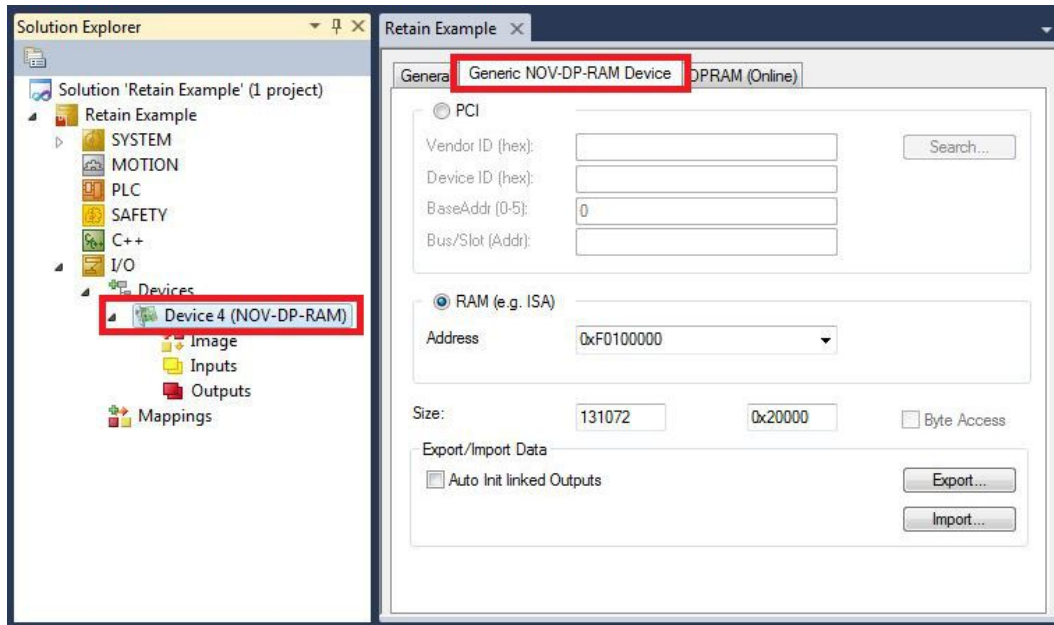 Solution Explorer
Solution 'Retain Example' (1 project)
Retain Example
SYSTEM
MOTION
PLC
SAFETY
C++
I/O
Devices
Device 4 (NOV-DP-RAM)
Image
Inputs
Outputs
Mappings
Retain Example
Genera Generic NOV-DP-RAM Device DPRAM (Online)
PCI
Vendor ID (hex): Search...
Device ID (hex):
BaseAddr (0-5): 0
Bus/Slot (Addr):
RAM (e.g. ISA)
Address 0xF0100000
Size: 131072 0x20000 Byte Access
Export/Import Data
Auto Init linked Outputs Export...
Import...